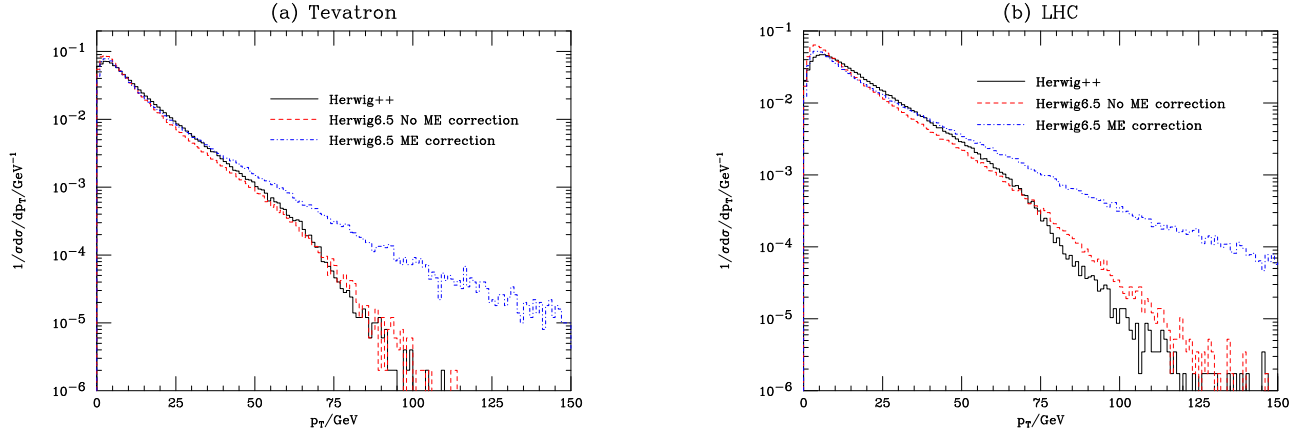 (a) Tevatron
1/σdσ/dp_T/GeV^-1
10^-1
10^-2
10^-3
10^-4
10^-5
10^-6
Herwig++
Herwig6.5 No ME correction
Herwig6.5 ME correction
0 25 50 75 100 125 150
p_T/GeV
(b) LHC
1/σdσ/dp_T/GeV^-1
10^-1
10^-2
10^-3
10^-4
10^-5
10^-6
Herwig++
Herwig6.5 No ME correction
Herwig6.5 ME correction
0 25 50 75 100 125 150
p_T/GeV